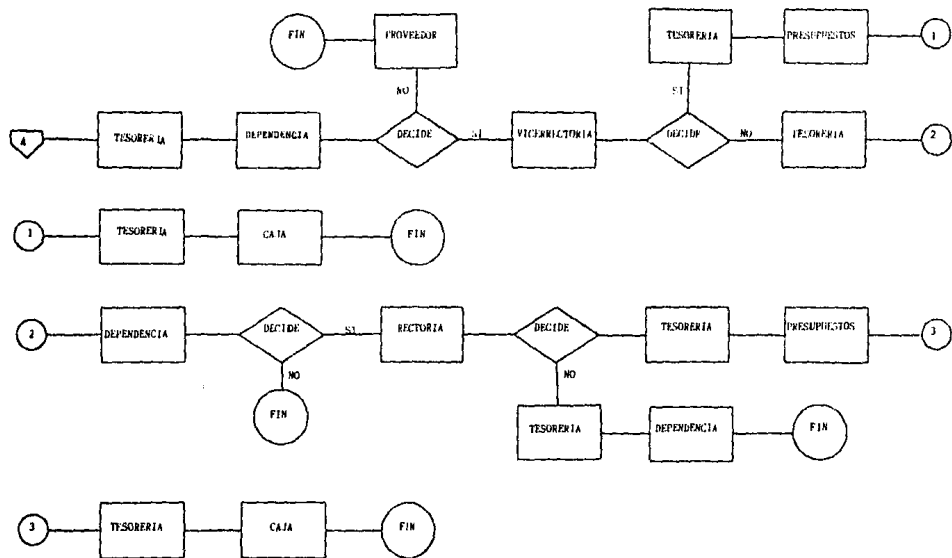 FIN
PROVEEDOR
TESORERIA
PRESUPUESTOS
1
NO
SI
4
TESORERIA
DEPENDENCIA
DECIDE
SI
VICERRECTORIA
DECIDE
NO
TESORERIA
2
1
TESORERIA
CAJA
FIN
2
DEPENDENCIA
DECIDE
SI
RECTORIA
DECIDE
TESORERIA
PRESUPUESTOS
3
NO
NO
FIN
TESORERIA
DEPENDENCIA
FIN
3
TESORERIA
CAJA
FIN